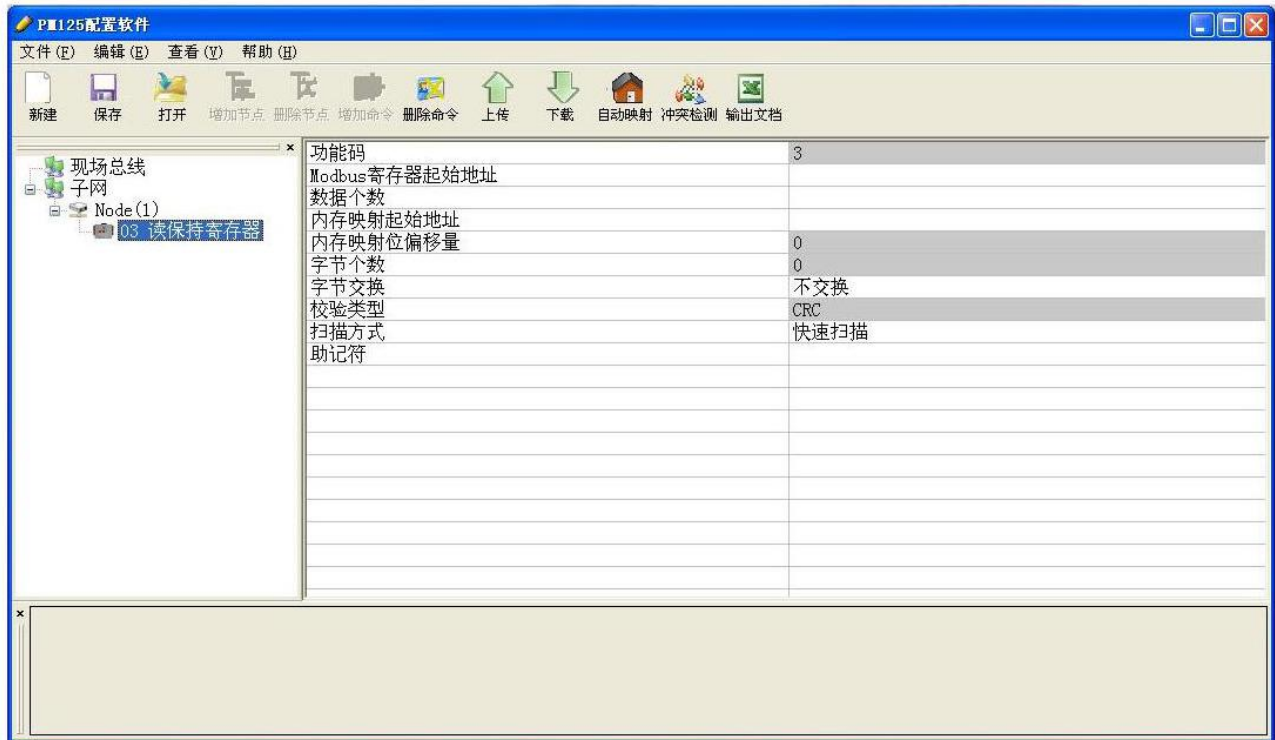 PM125配置软件
文件(F) 编辑(E) 查看(V) 帮助(H)
新建 保存 打开 增加节点 删除节点 增加命令 删除命令 上传 下载 自动映射 冲突检测 输出文档
现场总线
子网
Node(1)
03 读保持寄存器
功能码 3
Modbus寄存器起始地址
数据个数
内存映射起始地址
内存映射位偏移量 0
字节个数 0
字节交换 不交换
校验类型 CRC
扫描方式 快速扫描
助记符